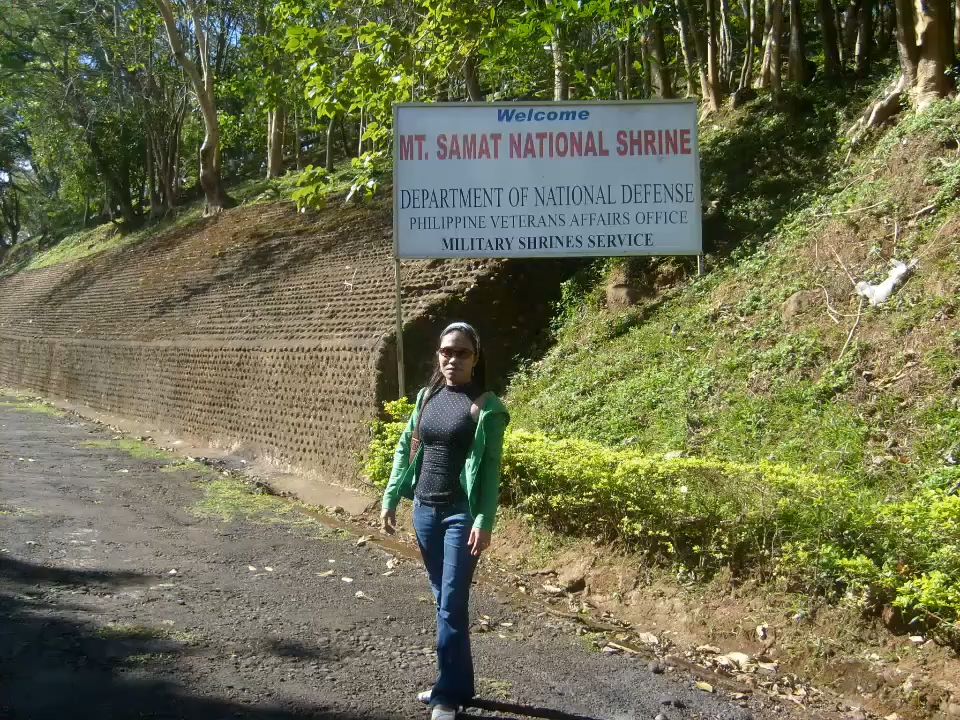 Welcome
MT. SAMAT NATIONAL SHRINE
DEPARTMENT OF NATIONAL DEFENSE
PHILIPPINE VETERANS AFFAIRS OFFICE
MILITARY SHRINES SERVICE